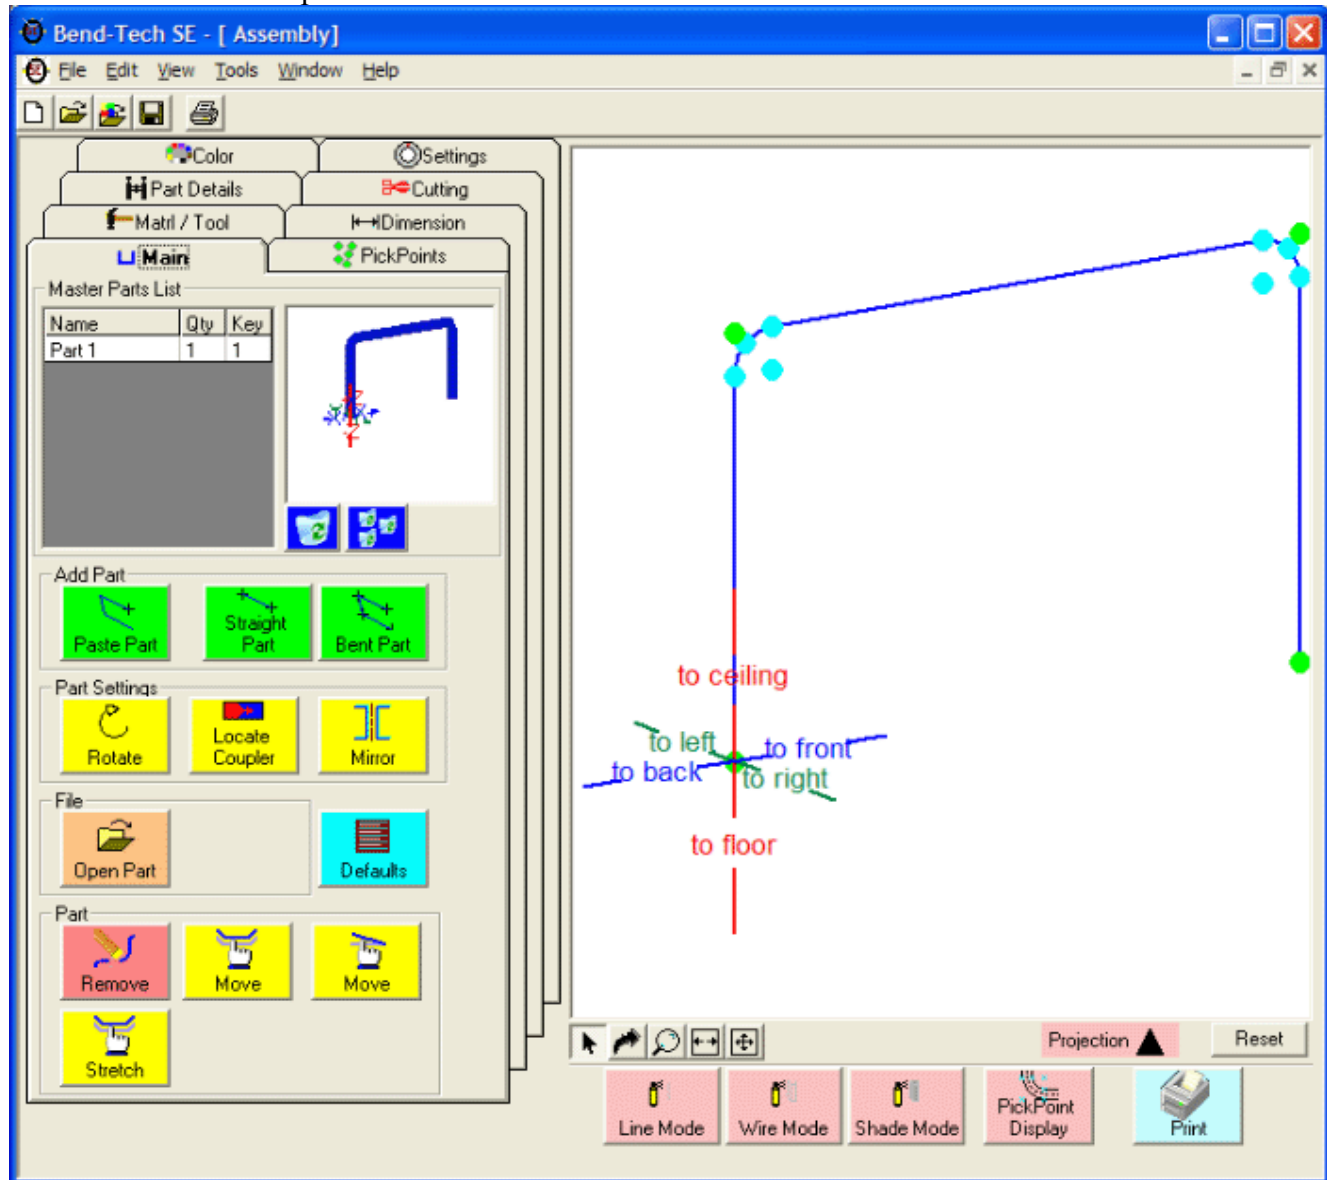 Bend-Tech SE - [ Assembly]
File Edit View Tools Window Help
Color Settings
Part Details Cutting
Matrl / Tool Dimension
Main PickPoints
Master Parts List
Name Qty Key
Part 1 1 1
Add Part
Paste Part Straight Part Bent Part
Part Settings
Rotate Locate Coupler Mirror
File
Open Part Defaults
Part
Remove Move Move
Stretch
to ceiling
to left to front
to back to right
to floor
Projection Reset
Line Mode Wire Mode Shade Mode PickPoint Display Print